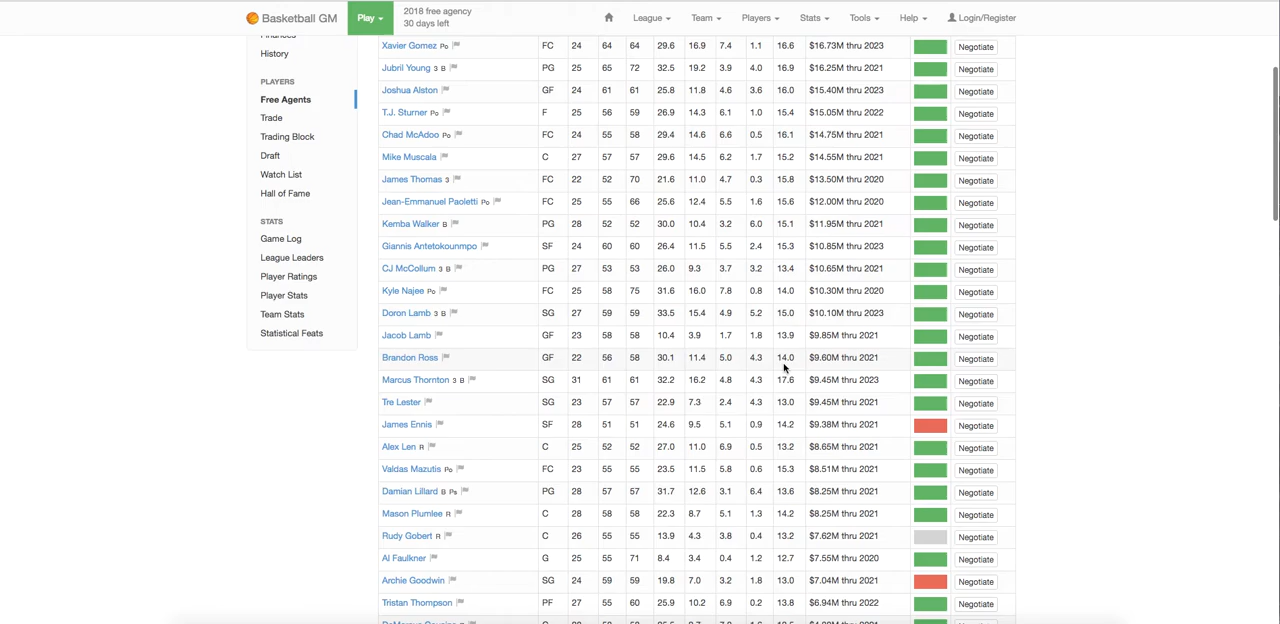 Basketball GM Play 2018 free agency League Team Players Stats Tools Help Login/Register
30 days left
History
PLAYERS
Free Agents
Trade
Trading Block
Draft
Watch List
Hall of Fame
STATS
Game Log
League Leaders
Player Ratings
Player Stats
Team Stats
Statistical Feats
Xavier Gomez Po FC 24 64 64 29.6 16.9 7.4 1.1 16.6 $16.73M thru 2023 Negotiate
Jubril Young 3 B PG 25 65 72 32.5 19.2 3.9 4.0 16.9 $16.25M thru 2021 Negotiate
Joshua Alston GF 24 61 61 25.8 11.8 4.6 3.6 16.0 $15.40M thru 2023 Negotiate
T.J. Sturner Po F 25 56 59 26.9 14.3 6.1 1.0 15.4 $15.05M thru 2022 Negotiate
Chad McAdoo Po FC 24 55 58 29.4 14.6 6.6 0.5 16.1 $14.75M thru 2021 Negotiate
Mike Muscala C 27 57 57 29.6 14.5 6.2 1.7 15.2 $14.55M thru 2021 Negotiate
James Thomas 3 FC 22 52 70 21.6 11.0 4.7 0.3 15.8 $13.50M thru 2020 Negotiate
Jean-Emmanuel Paoletti Po FC 25 55 66 25.6 12.4 5.5 1.6 15.6 $12.00M thru 2020 Negotiate
Kemba Walker B PG 28 52 52 30.0 10.4 3.2 6.0 15.1 $11.95M thru 2021 Negotiate
Giannis Antetokounmpo SF 24 60 60 26.4 11.5 5.5 2.4 15.3 $10.85M thru 2023 Negotiate
CJ McCollum 3 B PG 27 53 53 26.0 9.3 3.7 3.2 13.4 $10.65M thru 2021 Negotiate
Kyle Najee Po FC 25 58 75 31.6 16.0 7.8 0.8 14.0 $10.30M thru 2020 Negotiate
Doron Lamb 3 B SG 27 59 59 33.5 15.4 4.9 5.2 15.0 $10.10M thru 2023 Negotiate
Jacob Lamb GF 23 58 58 10.4 3.9 1.7 1.8 13.9 $9.85M thru 2021 Negotiate
Brandon Ross GF 22 56 58 30.1 11.4 5.0 4.3 14.0 $9.60M thru 2021 Negotiate
Marcus Thornton 3 B SG 31 61 61 32.2 16.2 4.8 4.3 17.6 $9.45M thru 2023 Negotiate
Tre Lester SG 23 57 57 22.9 7.3 2.4 4.3 13.0 $9.45M thru 2021 Negotiate
James Ennis SF 28 51 51 24.6 9.5 5.1 0.9 14.2 $9.38M thru 2021 Negotiate
Alex Len R C 25 52 52 27.0 11.0 6.9 0.5 13.2 $8.65M thru 2021 Negotiate
Valdas Mazutis Po FC 23 55 55 23.5 11.5 5.8 0.6 15.3 $8.51M thru 2021 Negotiate
Damian Lillard B Ps PG 28 57 57 31.7 12.6 3.1 6.4 13.6 $8.25M thru 2021 Negotiate
Mason Plumlee R C 28 58 58 22.3 8.7 5.1 1.3 14.2 $8.25M thru 2021 Negotiate
Rudy Gobert R C 26 55 55 13.9 4.3 3.8 0.4 13.2 $7.62M thru 2021 Negotiate
Al Faulkner G 25 59 71 8.4 3.4 0.4 1.2 12.7 $7.55M thru 2020 Negotiate
Archie Goodwin SG 24 59 59 19.8 7.0 3.2 1.8 13.0 $7.04M thru 2021 Negotiate
Tristan Thompson PF 27 55 60 25.9 10.2 6.9 0.2 13.8 $6.94M thru 2022 Negotiate